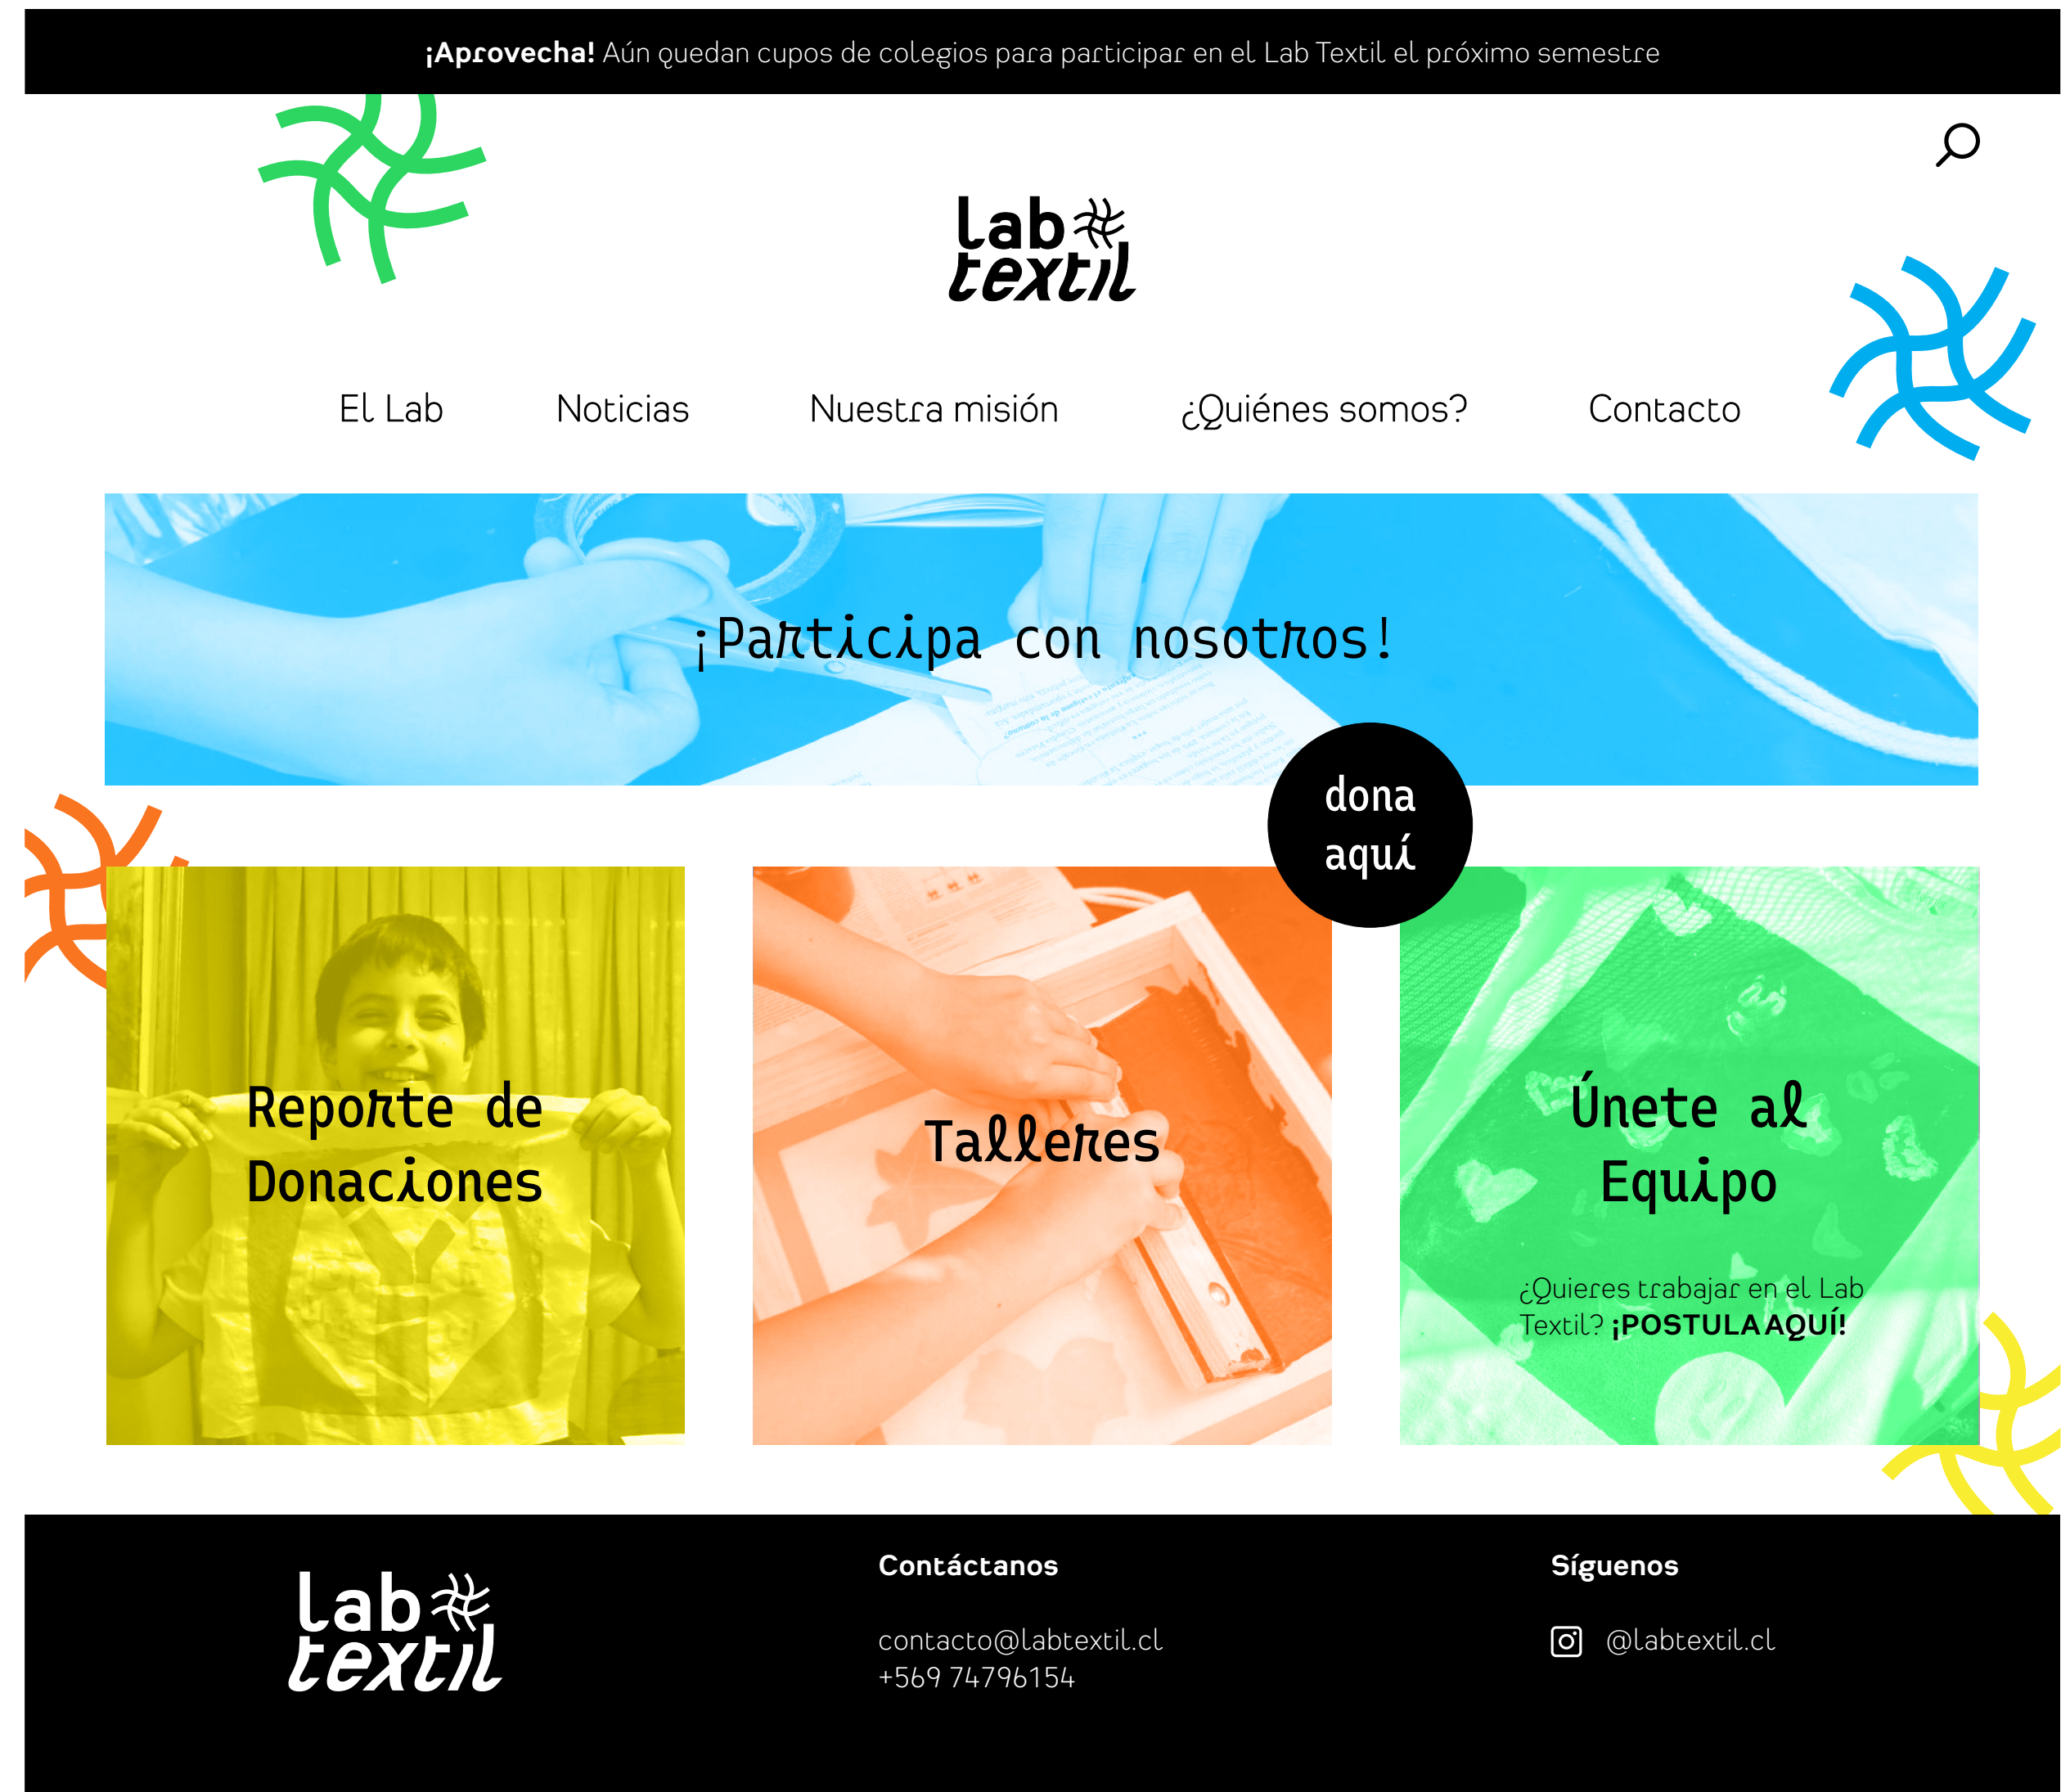 ¡Aprovecha! Aún quedan cupos de colegios para participar en el Lab Textil el próximo semestre
lab
textil
El Lab
Noticias
Nuestra misión
¿Quiénes somos?
Contacto
¡Participa con nosotros!
dona
aquí
Reporte de
Donaciones
Talleres
Únete al
Equipo
¿Quieres trabajar en el Lab
Textil? ¡POSTULA AQUÍ!
lab
textil
Contáctanos
contacto@labtextil.cl
+569 74796154
Síguenos
@labtextil.cl